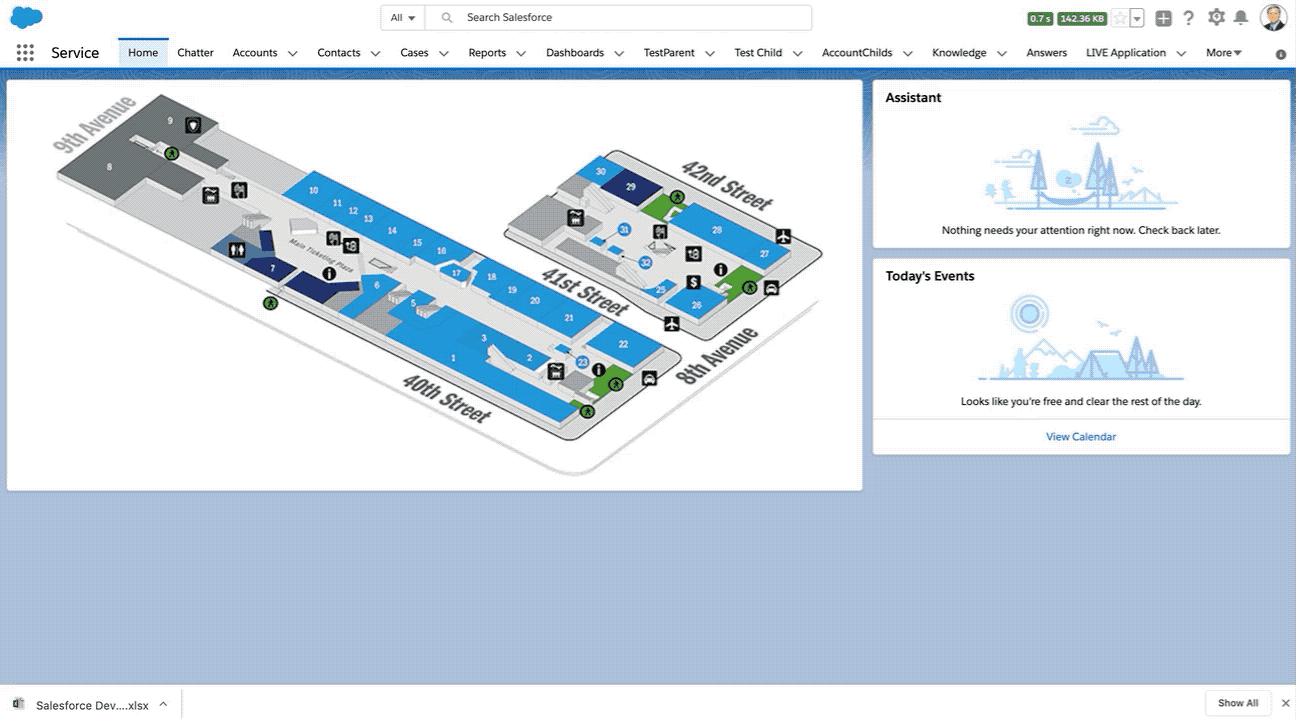 All
Search Salesforce
0.7 s
142.36 KB
Service
Home
Chatter
Accounts
Contacts
Cases
Reports
Dashboards
TestParent
Test Child
AccountChilds
Knowledge
Answers
LIVE Application
More
9th Avenue
9
8
10
11
12
13
14
15
16
17
18
19
20
21
22
Main Ticketing Plaza
7
6
5
3
1
2
23
40th Street
41st Street
42nd Street
8th Avenue
30
29
31
32
28
27
25
26
$
Assistant
z
Nothing needs your attention right now. Check back later.
Today's Events
Looks like you're free and clear the rest of the day.
View Calendar
Salesforce Dev....xlsx
Show All